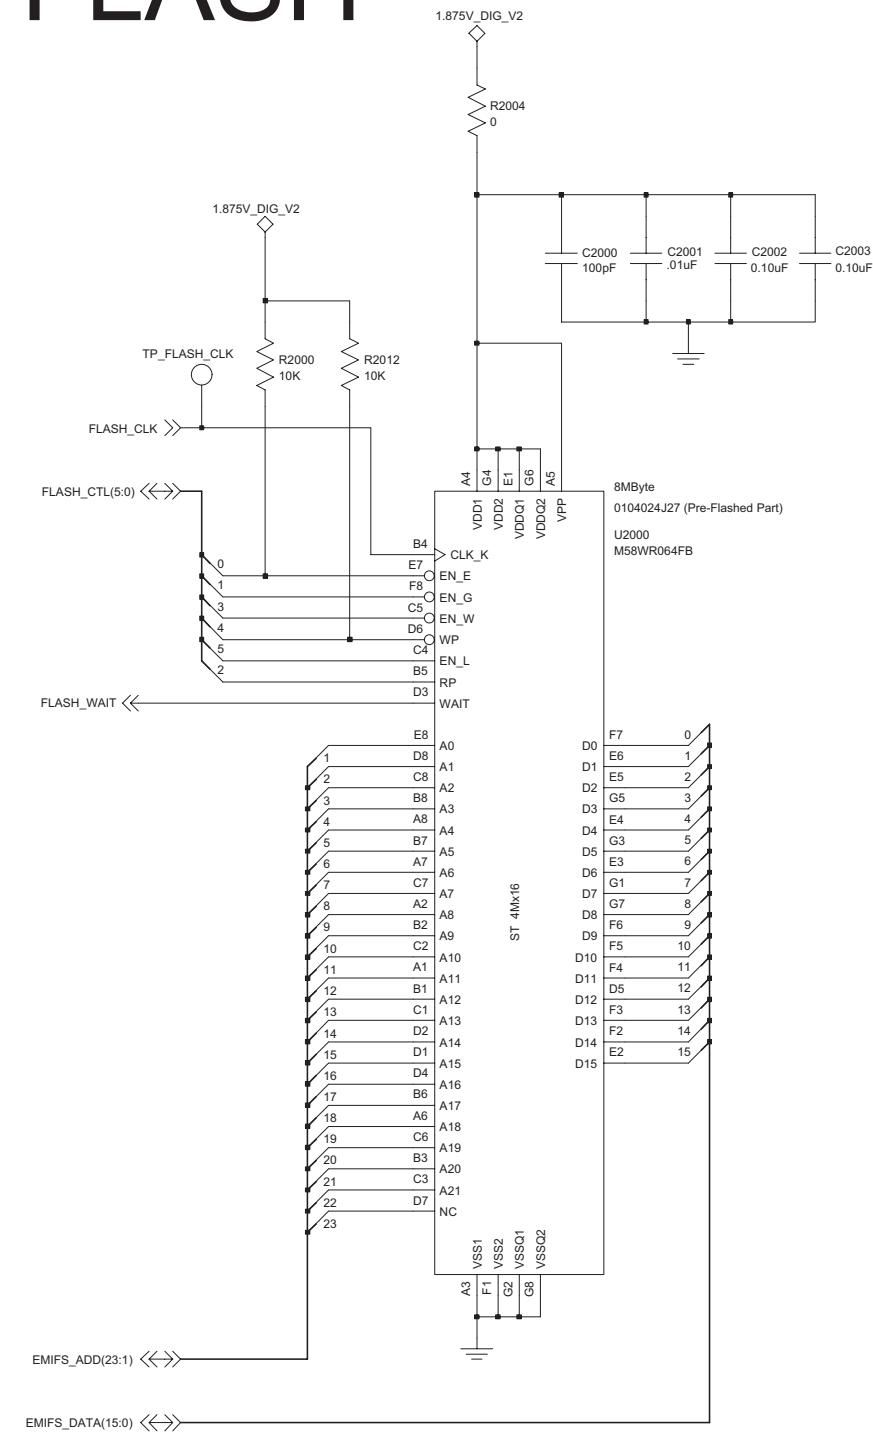 FLASH
1.875V_DIG_V2
R2004
0
1.875V_DIG_V2
C2000
100pF
C2001
.01uF
C2002
0.10uF
C2003
0.10uF
TP_FLASH_CLK
R2000
10K
R2012
10K
FLASH_CLK
FLASH_CTL(5:0)
A4 G4 E1 G6 A5
VDD1 VDD2 VDDQ1 VDDQ2 VPP
8MByte
0104024J27 (Pre-Flashed Part)
U2000
M58WR064FB
B4 CLK_K
0 E7 EN_E
1 F8 EN_G
3 C5 EN_W
4 D6 WP
5 C4 EN_L
2 B5 RP
FLASH_WAIT D3 WAIT
E8 A0
1 D8 A1
2 C8 A2
3 B8 A3
4 A8 A4
5 B7 A5
6 A7 A6
7 C7 A7
8 A2 A8
9 B2 A9
10 C2 A10
11 A1 A11
12 B1 A12
13 C1 A13
14 D2 A14
15 D1 A15
16 D4 A16
17 B6 A17
18 A6 A18
19 C6 A19
20 B3 A20
21 C3 A21
22 D7 NC
23
ST 4Mx16
D0 F7 0
D1 E6 1
D2 E5 2
D3 G5 3
D4 E4 4
D5 G3 5
D6 E3 6
D7 G1 7
D8 G7 8
D9 F6 9
D10 F5 10
D11 F4 11
D12 D5 12
D13 F3 13
D14 F2 14
D15 E2 15
VSS1 VSS2 VSSQ1 VSSQ2
A3 F1 G2 G8
EMIFS_ADD(23:1)
EMIFS_DATA(15:0)